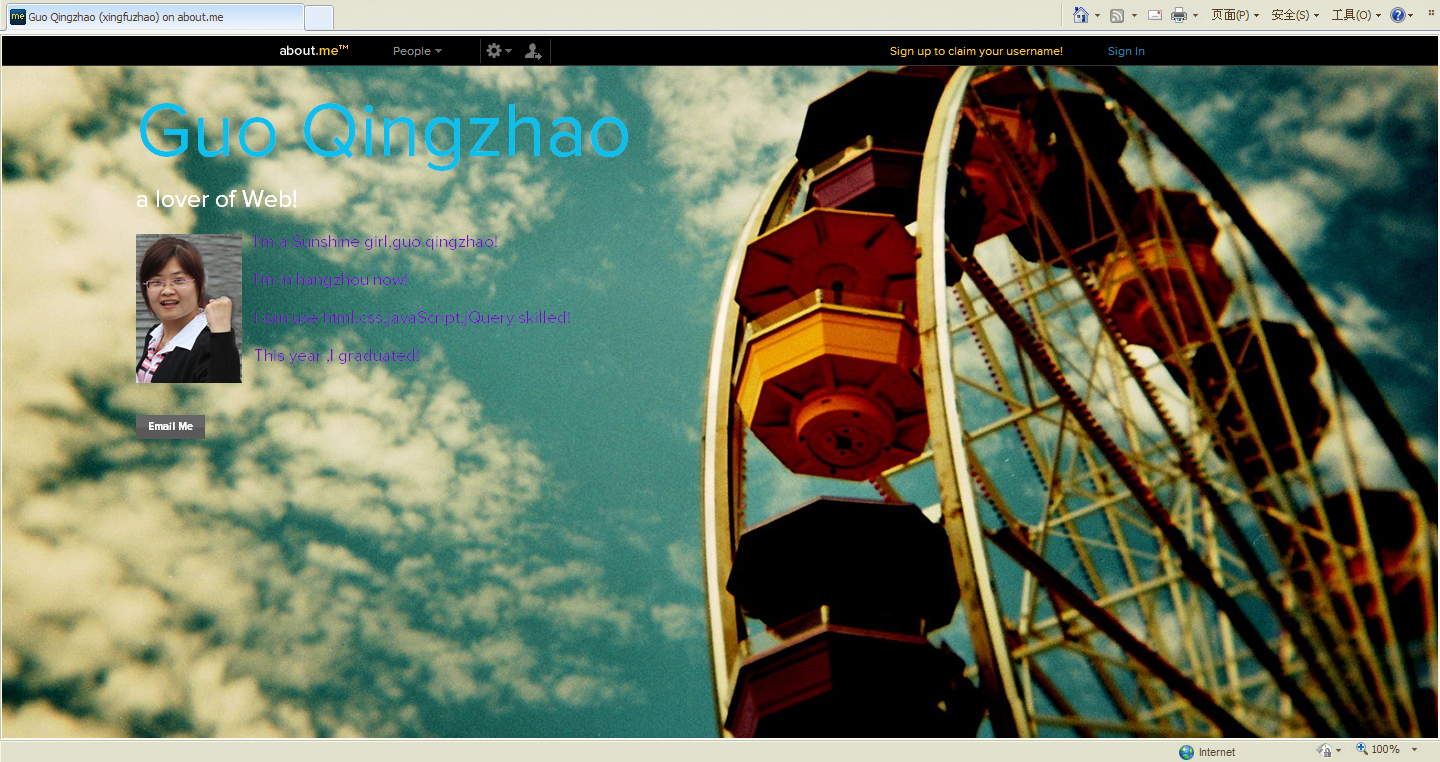 me Guo Qingzhao (xingfuzhao) on about.me
页面(P) 安全(S) 工具(O)
about.me™ People Sign up to claim your username! Sign In
Guo Qingzhao
a lover of Web!
I'm a Sunshine girl,guo qingzhao!
I'm in hangzhou now!
I can use html,css,javaScript,jQuery skilled!
This year ,I graduated!
Email Me
Internet 100%